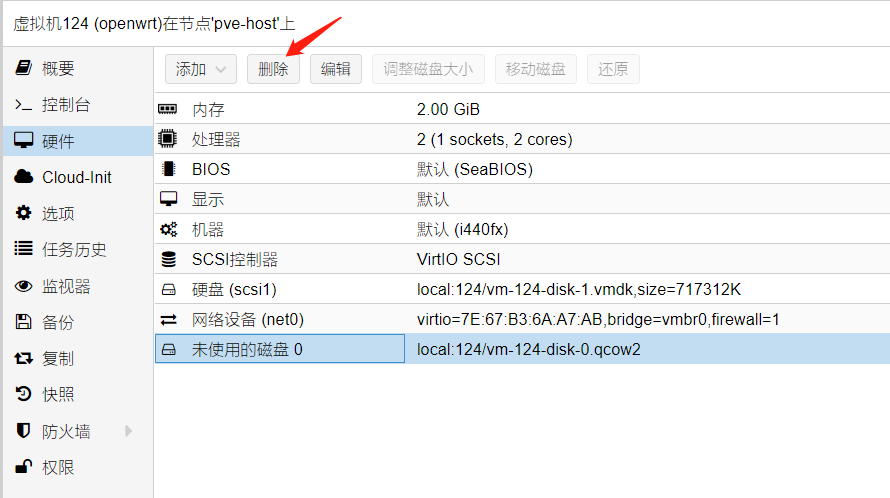 虚拟机124 (openwrt)在节点'pve-host'上
添加 删除 编辑 调整磁盘大小 移动磁盘 还原
概要
控制台
硬件
Cloud-Init
选项
任务历史
监视器
备份
复制
快照
防火墙
权限
内存 2.00 GiB
处理器 2 (1 sockets, 2 cores)
BIOS 默认 (SeaBIOS)
显示 默认
机器 默认 (i440fx)
SCSI控制器 VirtIO SCSI
硬盘 (scsi1) local:124/vm-124-disk-1.vmdk,size=717312K
网络设备 (net0) virtio=7E:67:B3:6A:A7:AB,bridge=vmbr0,firewall=1
未使用的磁盘 0 local:124/vm-124-disk-0.qcow2